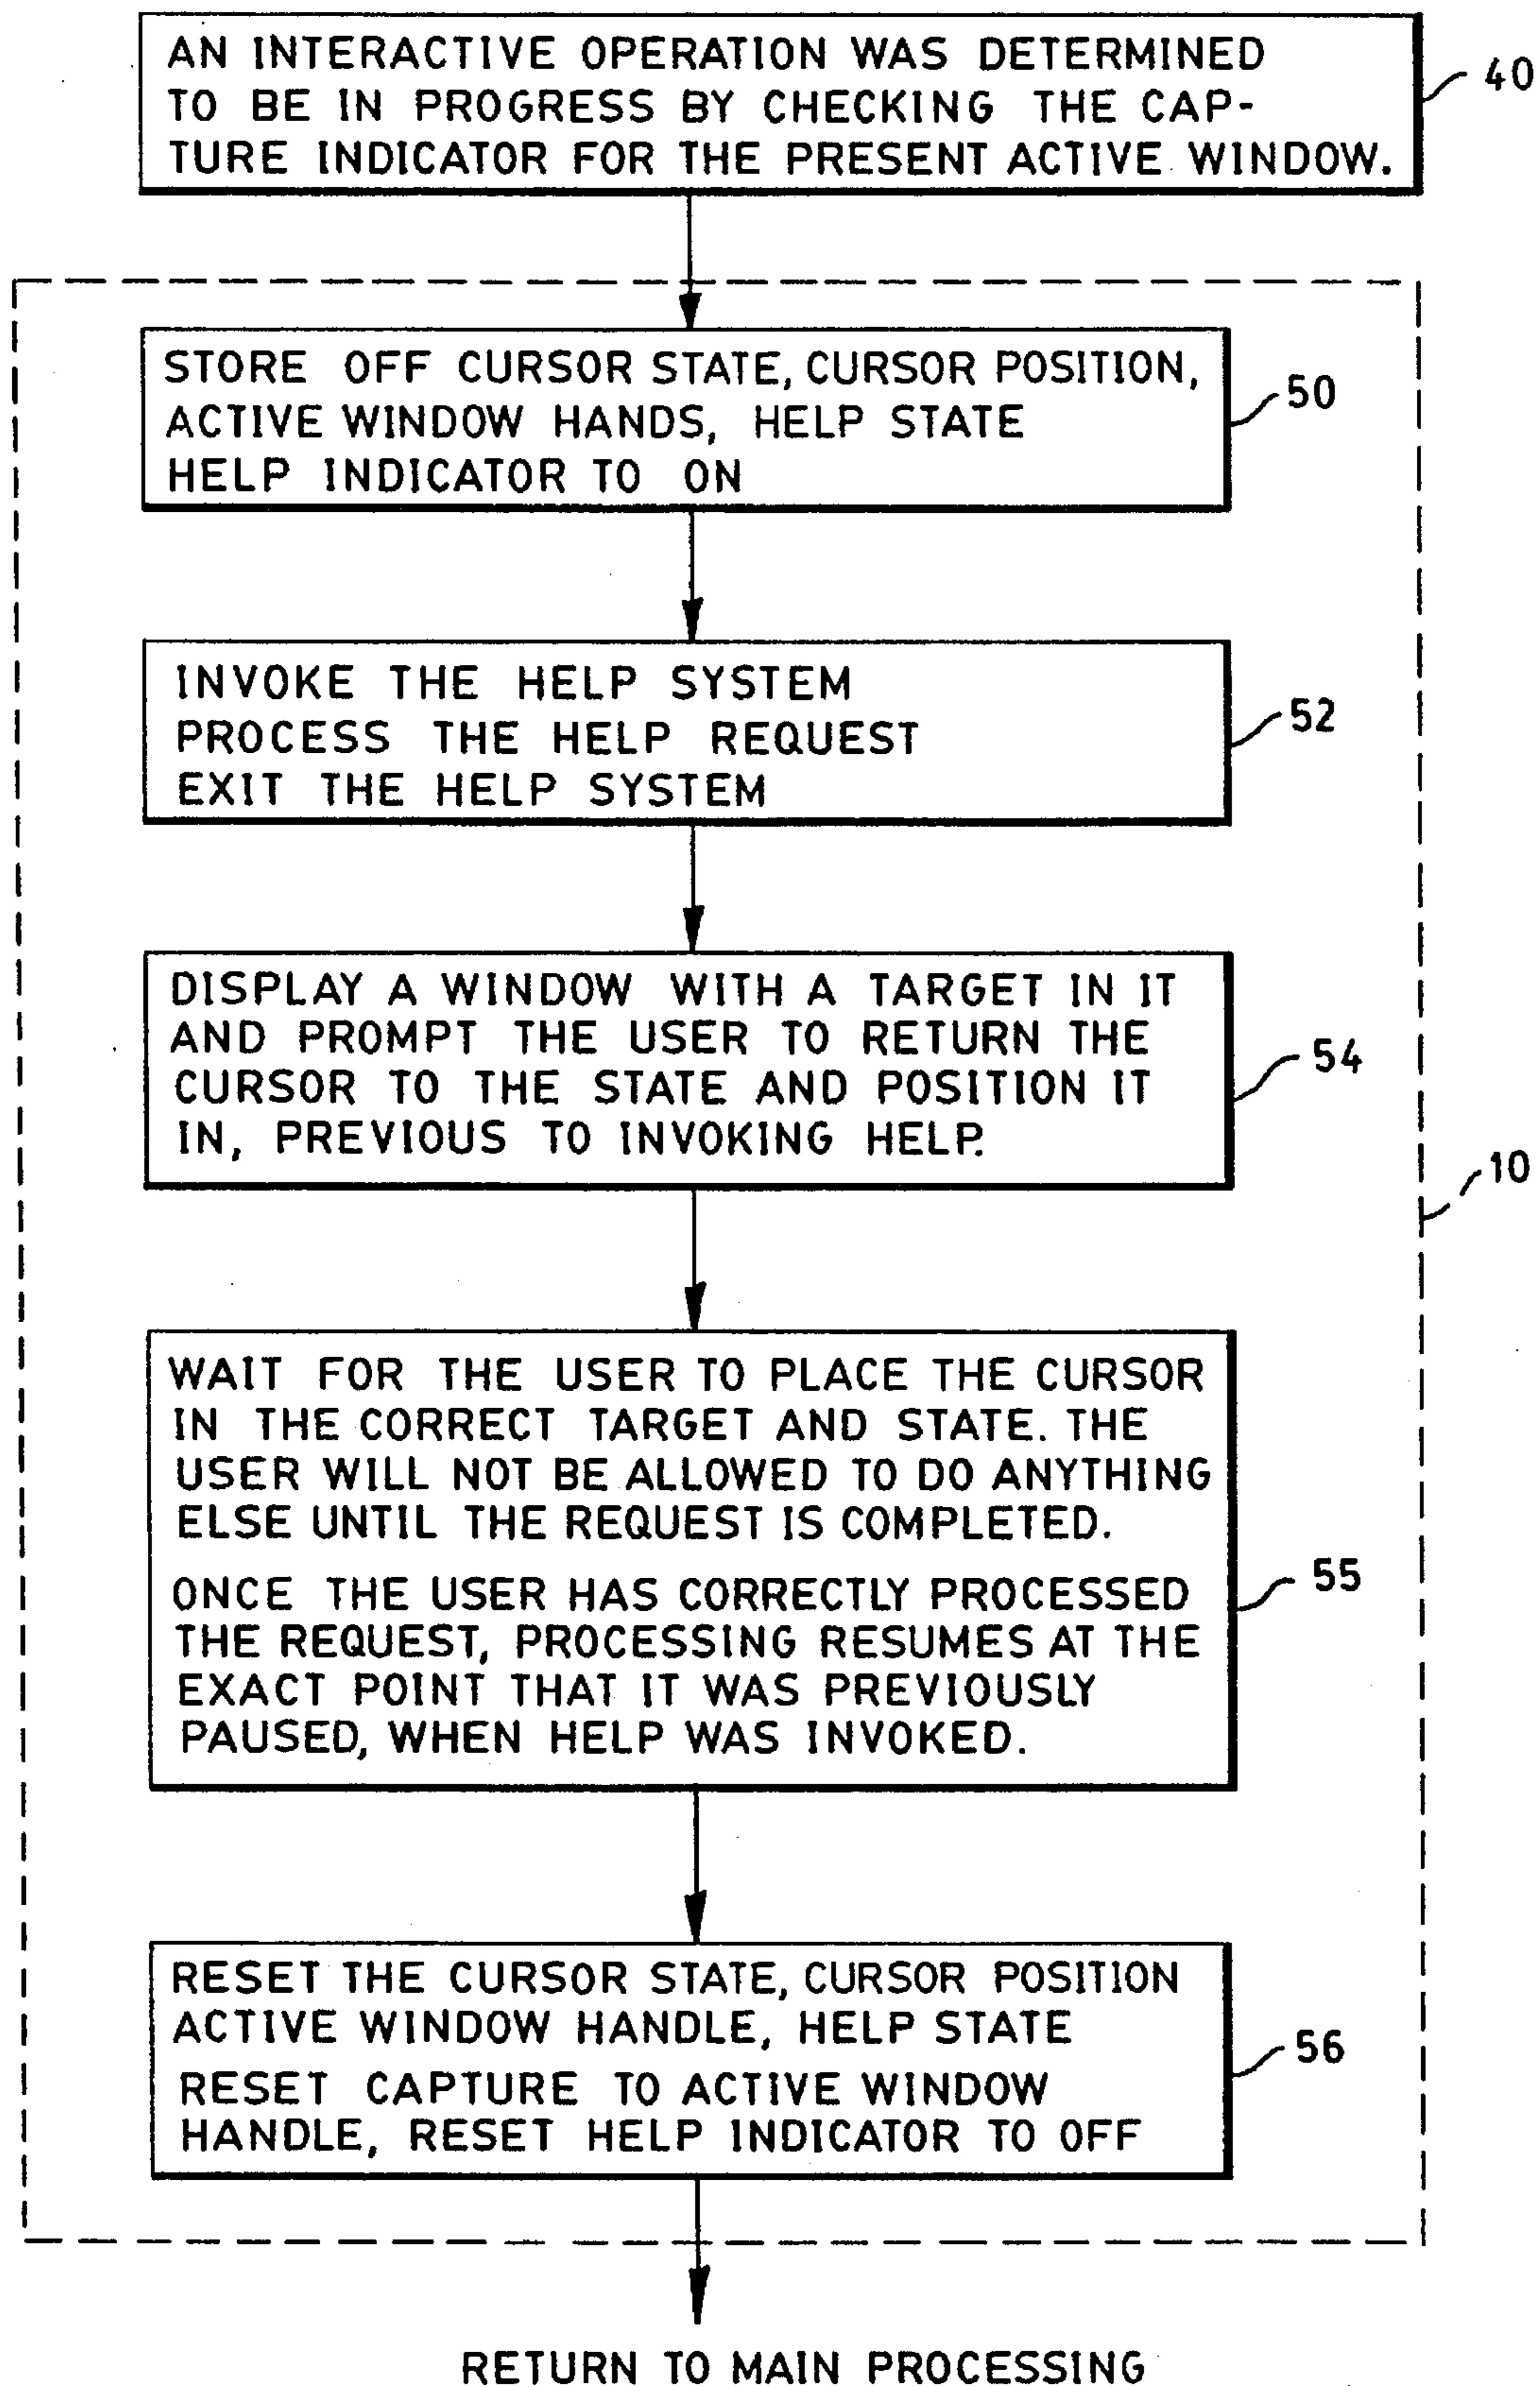 AN INTERACTIVE OPERATION WAS DETERMINED
TO BE IN PROGRESS BY CHECKING THE CAP-
TURE INDICATOR FOR THE PRESENT ACTIVE WINDOW.
40
STORE OFF CURSOR STATE, CURSOR POSITION,
ACTIVE WINDOW HANDS, HELP STATE
HELP INDICATOR TO ON
50
INVOKE THE HELP SYSTEM
PROCESS THE HELP REQUEST
EXIT THE HELP SYSTEM
52
DISPLAY A WINDOW WITH A TARGET IN IT
AND PROMPT THE USER TO RETURN THE
CURSOR TO THE STATE AND POSITION IT
IN, PREVIOUS TO INVOKING HELP.
54
10
WAIT FOR THE USER TO PLACE THE CURSOR
IN THE CORRECT TARGET AND STATE. THE
USER WILL NOT BE ALLOWED TO DO ANYTHING
ELSE UNTIL THE REQUEST IS COMPLETED.
ONCE THE USER HAS CORRECTLY PROCESSED
THE REQUEST, PROCESSING RESUMES AT THE
EXACT POINT THAT IT WAS PREVIOUSLY
PAUSED, WHEN HELP WAS INVOKED.
55
RESET THE CURSOR STATE, CURSOR POSITION
ACTIVE WINDOW HANDLE, HELP STATE
RESET CAPTURE TO ACTIVE WINDOW
HANDLE, RESET HELP INDICATOR TO OFF
56
RETURN TO MAIN PROCESSING